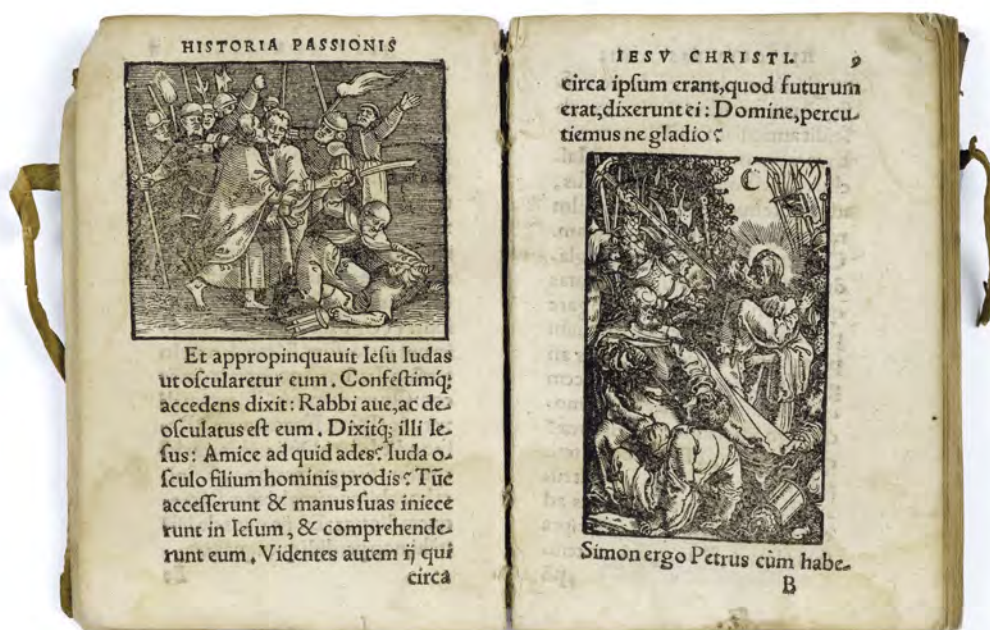 HISTORIA PASSIONIS
Et appropinquauit Iesu Iudas
ut oscularetur eum. Confestimq;
accedens dixit: Rabbi aue, ac de-
osculatus est eum. Dixitq; illi Ie-
sus: Amice ad quid ades? Iuda o-
sculo filium hominis prodis? Tūc
accesserunt & manus suas iniece
runt in Iesum, & comprehende-
runt eum. Videntes autem ij qui
circa
IESV CHRISTI. 9
circa ipsum erant, quod futurum
erat, dixerunt ei: Domine, percu-
tiemus ne gladio?
Simon ergo Petrus cùm habe-
B